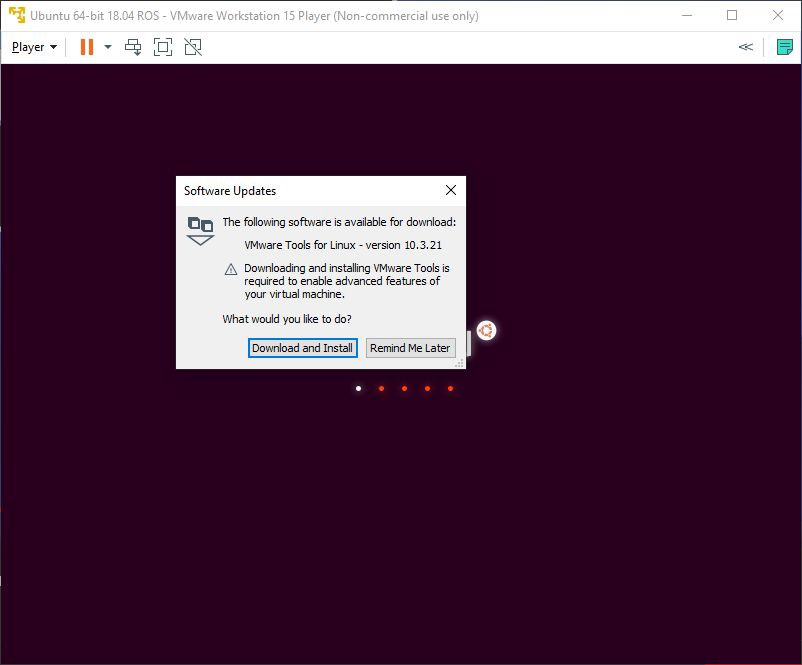 Ubuntu 64-bit 18.04 ROS - VMware Workstation 15 Player (Non-commercial use only)
Player
Software Updates
The following software is available for download:
VMware Tools for Linux - version 10.3.21
Downloading and installing VMware Tools is
required to enable advanced features of
your virtual machine.
What would you like to do?
Download and Install
Remind Me Later